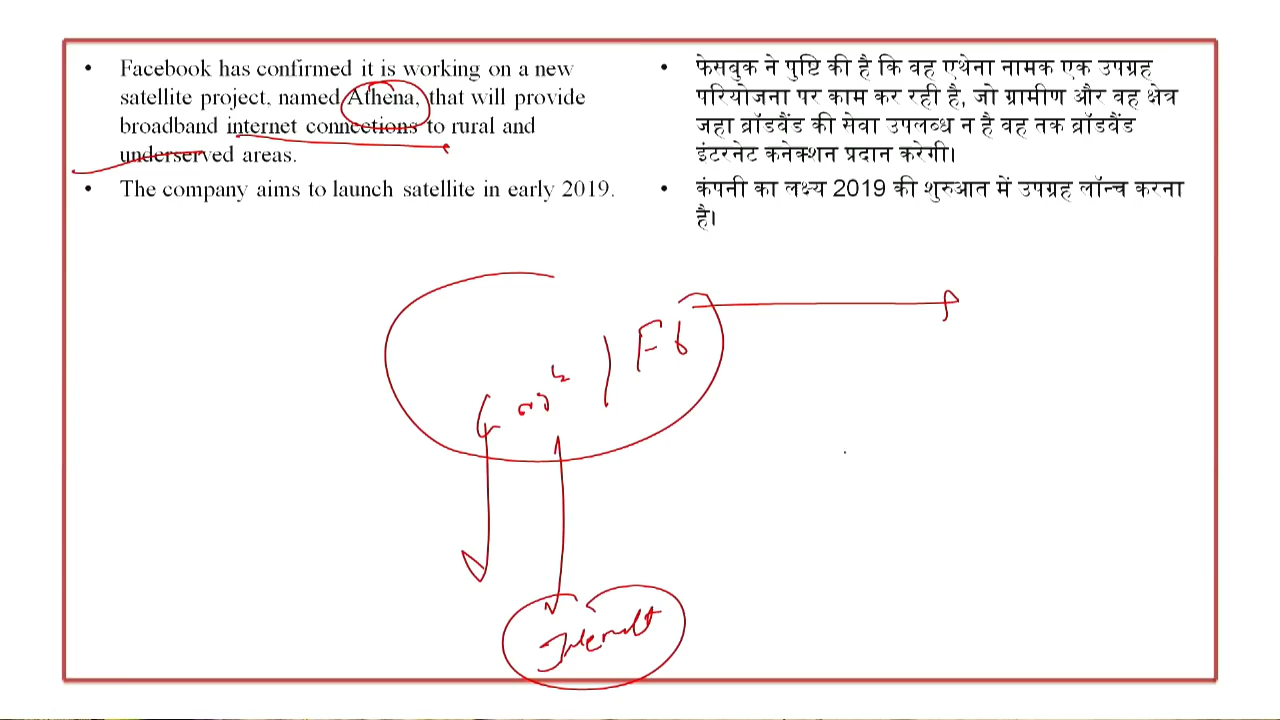 • Facebook has confirmed it is working on a new
satellite project, named Athena, that will provide
broadband internet connections to rural and
underserved areas.
• The company aims to launch satellite in early 2019.
• फेसबुक ने पुष्टि की है कि वह एथेना नामक एक उपग्रह
परियोजना पर काम कर रही है, जो ग्रामीण और वह क्षेत्र
जहा ब्रॉडबैंड की सेवा उपलब्ध न है वह तक ब्रॉडबैंड
इंटरनेट कनेक्शन प्रदान करेगी।
• कंपनी का लक्ष्य 2019 की शुरुआत में उपग्रह लॉन्च करना
है।
Fb
Internet